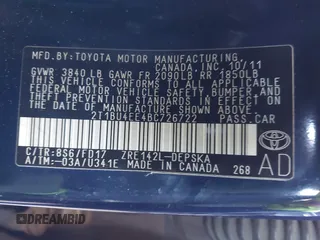 MFD.BY: TOYOTA MOTOR MANUFACTURING
CANADA, INC. 10/11
GVWR 3840 LB GAWR FR 2090LB RR 1850LB
THIS VEHICLE CONFORMS TO ALL APPLICABLE
FEDERAL MOTOR VEHICLE SAFETY, BUMPER, AND
THEFT PREVENTION STANDARDS IN EFFECT ON
THE DATE OF MANUFACTURE SHOWN ABOVE.
2T1BU4EE4BC726722 PASS.CAR
C/TR:8S6/FD17 ZRE142L-DEPSKA
A/TM:-03A/U341E MADE IN CANADA 268
TOYOTA
AD
DREAMBID